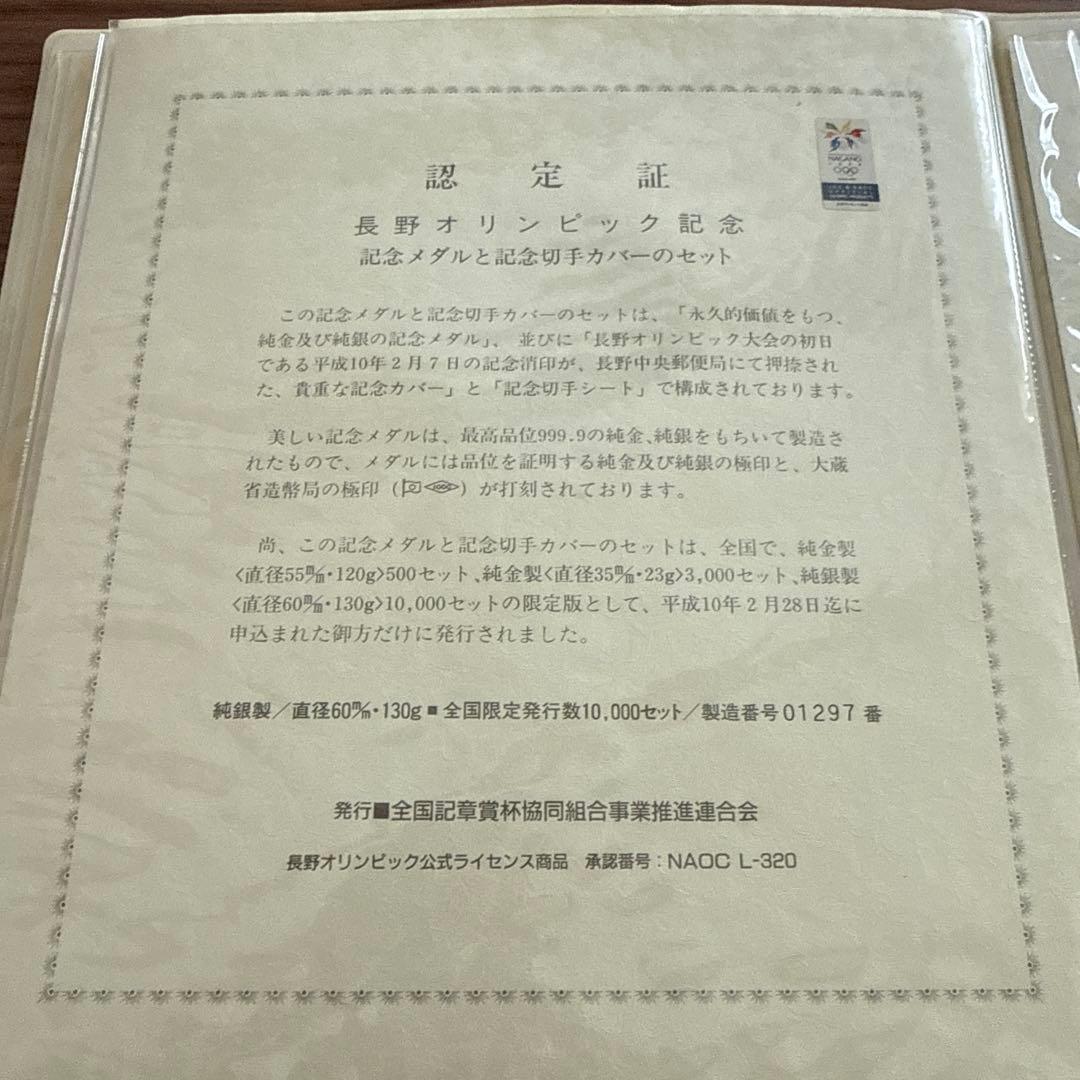 NAGANO
1998
認定証
長野オリンピック記念
記念メダルと記念切手カバーのセット
この記念メダルと記念切手カバーのセットは、「永久的価値をもつ、
純金及び純銀の記念メダル」、並びに「長野オリンピック大会の初日
である平成10年2月7日の記念消印が、長野中央郵便局にて押捺され
た、貴重な記念カバー」と「記念切手シート」で構成されております。
美しい記念メダルは、最高品位999.9の純金、純銀をもちいて製造さ
れたもので、メダルには品位を証明する純金及び純銀の極印と、大蔵
省造幣局の極印()が打刻されております。
尚、この記念メダルと記念切手カバーのセットは、全国で、純金製
<直径55m/m・120g>500セット、純金製<直径35m/m・23g>3,000セット、純銀製
<直径60m/m・130g>10,000セットの限定版として、平成10年2月28日迄に
申込まれた御方だけに発行されました。
純銀製/直径60m/m・130g■全国限定発行数10,000セット/製造番号01297番
発行■全国記章賞杯協同組合事業推進連合会
長野オリンピック公式ライセンス商品 承認番号:NAOC L-320